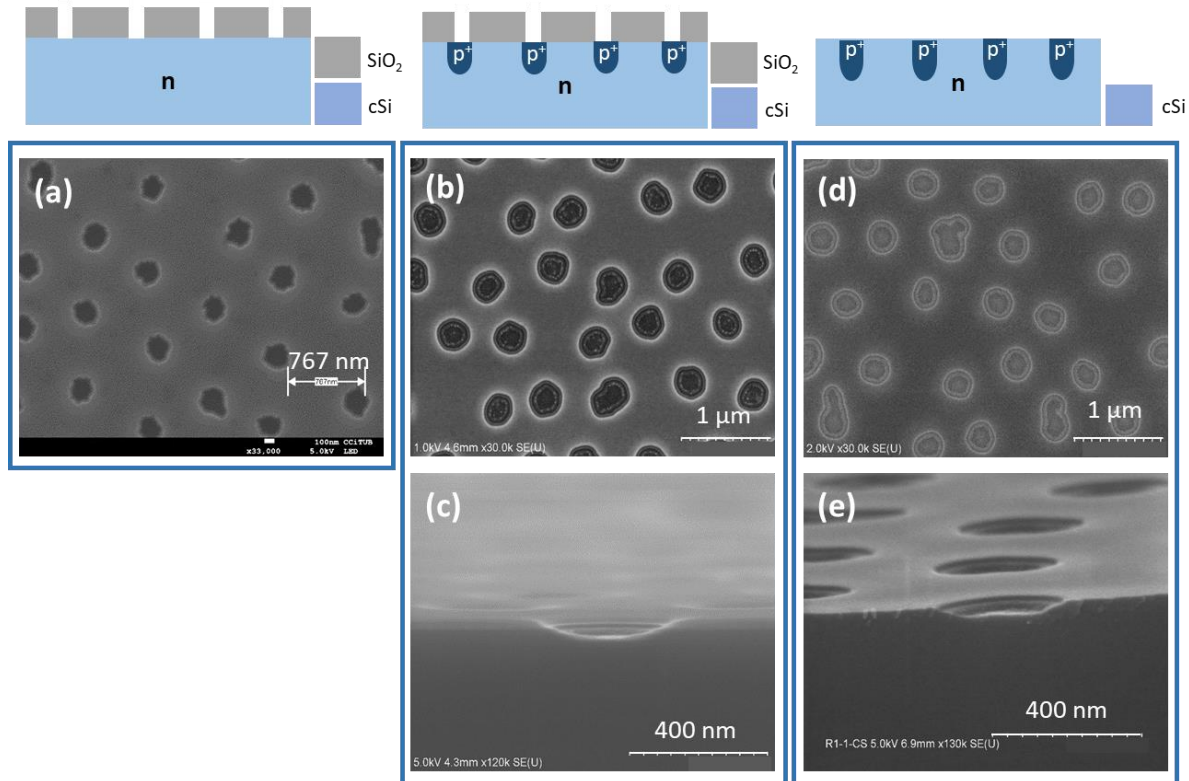 n
SiO2
cSi
p+ p+ p+ p+
n
SiO2
cSi
p+ p+ p+ p+
n
cSi
(a)
767 nm
767nm
100nm CCiTUB
x33,000 5.0kV LED
(b)
1 µm
1.0kV 4.6mm x30.0k SE(U)
(c)
400 nm
5.0kV 4.3mm x120k SE(U)
(d)
1 µm
2.0kV x30.0k SE(U)
(e)
400 nm
R1-1-CS 5.0kV 6.9mm x130k SE(U)